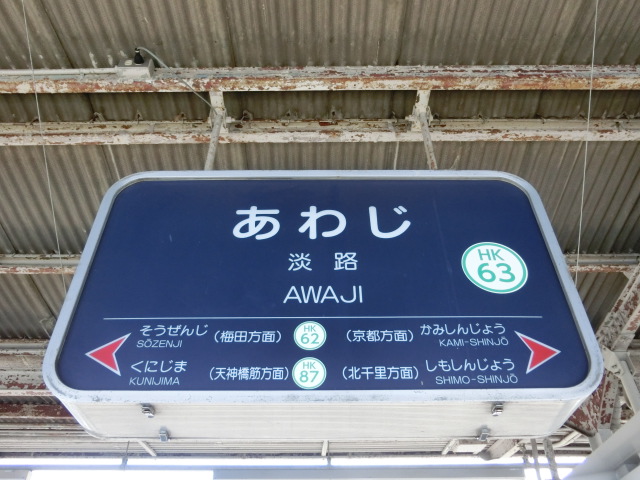 あわじ
淡路
AWAJI
HK
63
そうぜんじ (梅田方面) HK 62 (京都方面) かみしんじょう
SŌZENJI KAMI-SHINJŌ
くにじま (天神橋筋方面) HK 87 (北千里方面) しもしんじょう
KUNIJIMA SHIMO-SHINJŌ